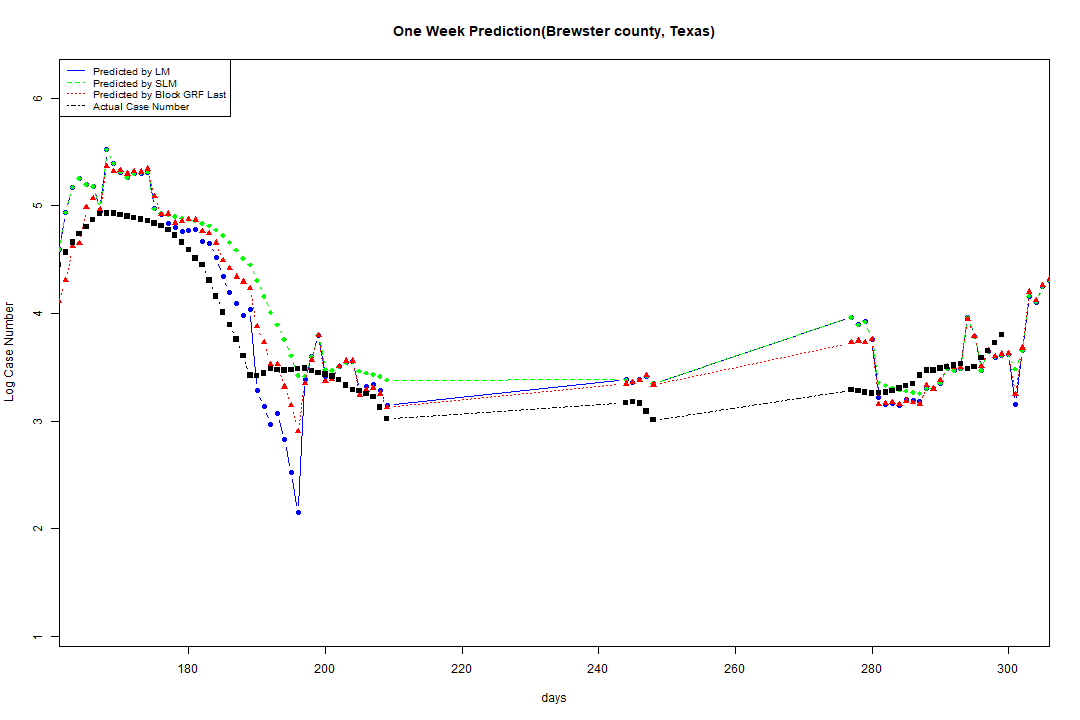 One Week Prediction(Brewster county, Texas)
Predicted by LM
Predicted by SLM
Predicted by Block GRF Last
Actual Case Number
6
5
4
3
2
1
Log Case Number
180 200 220 240 260 280 300
days